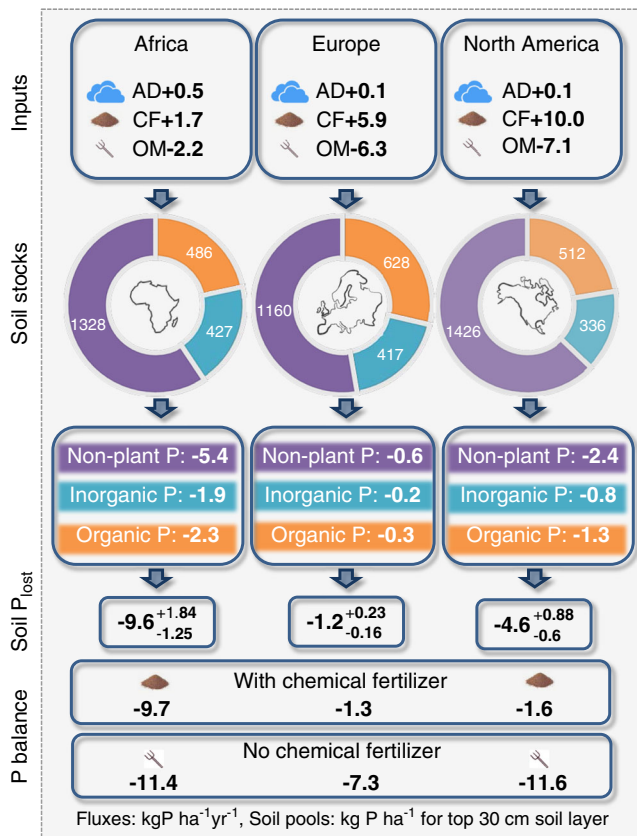 Africa Europe North America
Inputs
AD+0.5 AD+0.1 AD+0.1
CF+1.7 CF+5.9 CF+10.0
OM-2.2 OM-6.3 OM-7.1
Soil stocks
486 628 512
1328 1160 1426
427 417 336
Non-plant P: -5.4 Non-plant P: -0.6 Non-plant P: -2.4
Inorganic P: -1.9 Inorganic P: -0.2 Inorganic P: -0.8
Organic P: -2.3 Organic P: -0.3 Organic P: -1.3
Soil Plost
-9.6 +1.84 -1.25 -1.2 +0.23 -0.16 -4.6 +0.88 -0.6
P balance
With chemical fertilizer
-9.7 -1.3 -1.6
No chemical fertilizer
-11.4 -7.3 -11.6
Fluxes: kgP ha⁻¹yr⁻¹, Soil pools: kg P ha⁻¹ for top 30 cm soil layer